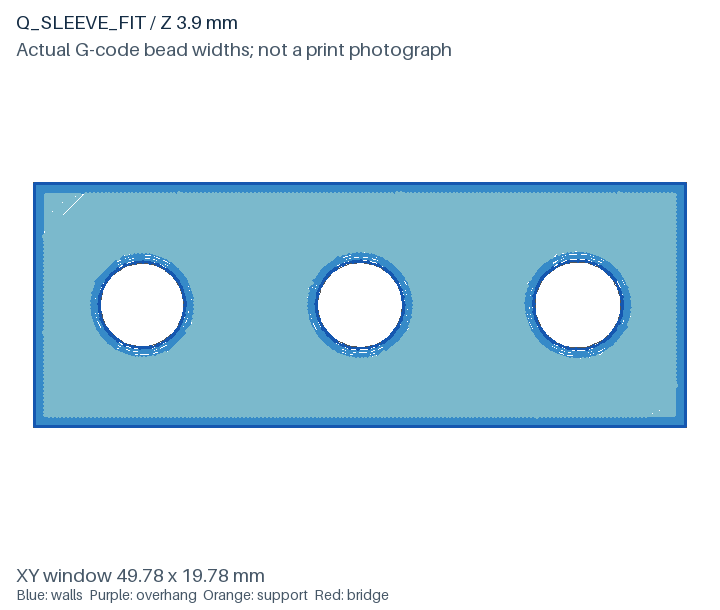 Q_SLEEVE_FIT / Z 3.9 mm
Actual G-code bead widths; not a print photograph
XY window 49.78 x 19.78 mm
Blue: walls  Purple: overhang  Orange: support  Red: bridge